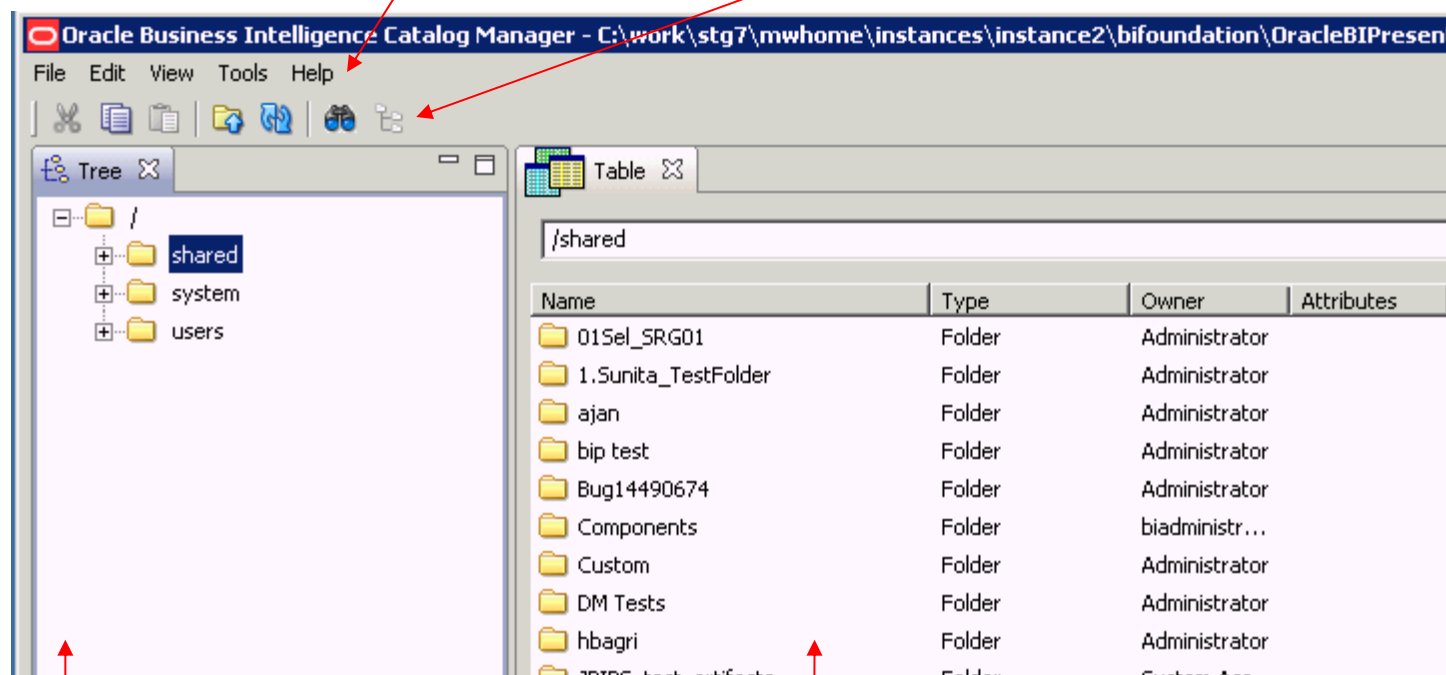 Oracle Business Intelligence Catalog Manager - C:\work\stg7\mwhome\instances\instance2\bifoundation\OracleBIPresen
File Edit View Tools Help
Tree
Table
/
shared
system
users
/shared
Name Type Owner Attributes
01Sel_SRG01 Folder Administrator
1.Sunita_TestFolder Folder Administrator
ajan Folder Administrator
bip test Folder Administrator
Bug14490674 Folder Administrator
Components Folder biadministr...
Custom Folder Administrator
DM Tests Folder Administrator
hbagri Folder Administrator
Folder System Acc...